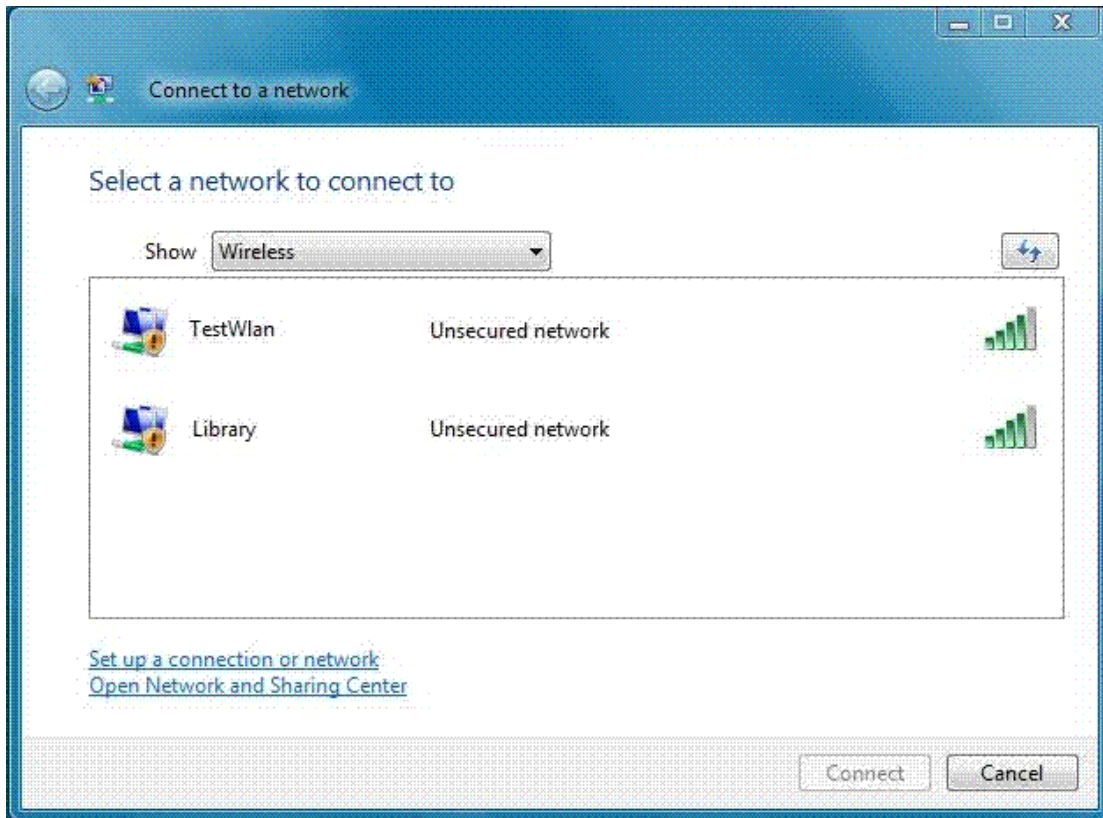 Connect to a network
Select a network to connect to
Show Wireless
TestWlan Unsecured network
Library Unsecured network
Set up a connection or network
Open Network and Sharing Center
Connect Cancel